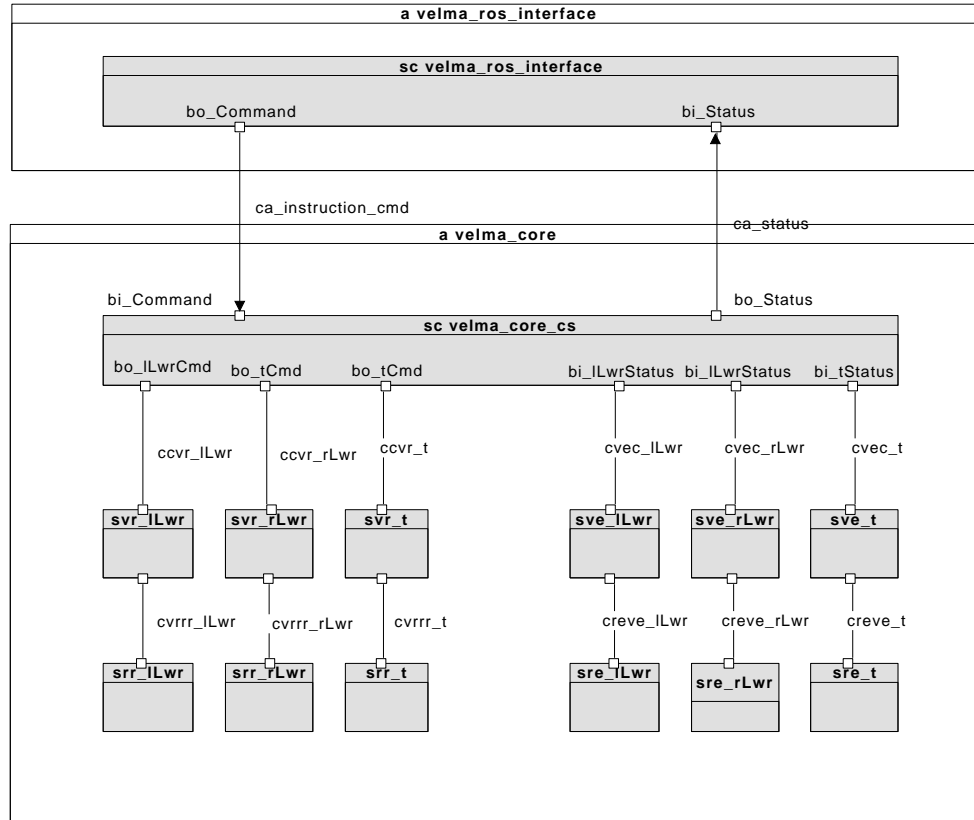 a velma_ros_interface
sc velma_ros_interface
bo_Command
bi_Status
ca_instruction_cmd
ca_status
a velma_core
bi_Command
bo_Status
sc velma_core_cs
bo_lLwrCmd
bo_tCmd
bo_tCmd
bi_lLwrStatus
bi_lLwrStatus
bi_tStatus
ccvr_lLwr
ccvr_rLwr
ccvr_t
cvec_lLwr
cvec_rLwr
cvec_t
svr_lLwr
svr_rLwr
svr_t
sve_lLwr
sve_rLwr
sve_t
cvrrr_lLwr
cvrrr_rLwr
cvrrr_t
creve_lLwr
creve_rLwr
creve_t
srr_lLwr
srr_rLwr
srr_t
sre_lLwr
sre_rLwr
sre_t